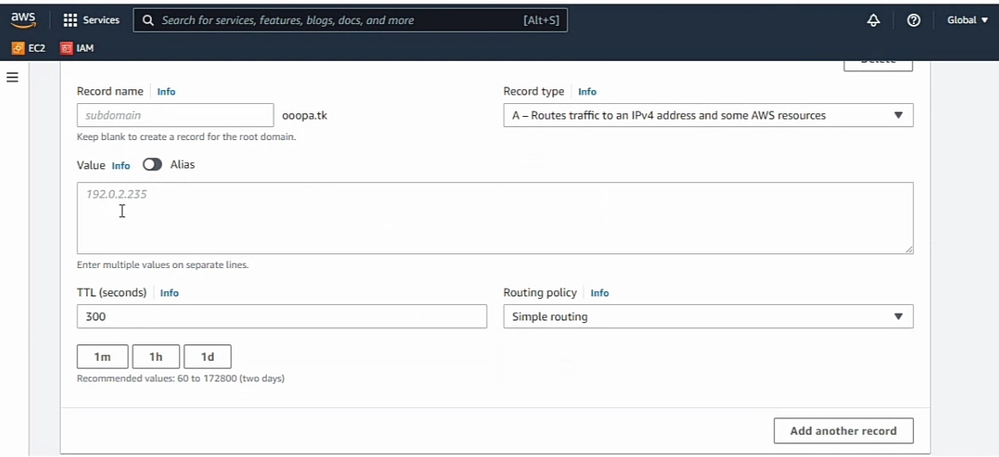 aws Services Search for services, features, blogs, docs, and more [Alt+S] Global
EC2 IAM
Delete
Record name Info Record type Info
subdomain ooopa.tk A – Routes traffic to an IPv4 address and some AWS resources
Keep blank to create a record for the root domain.
Value Info Alias
192.0.2.235
Enter multiple values on separate lines.
TTL (seconds) Info Routing policy Info
300 Simple routing
1m 1h 1d
Recommended values: 60 to 172800 (two days)
Add another record